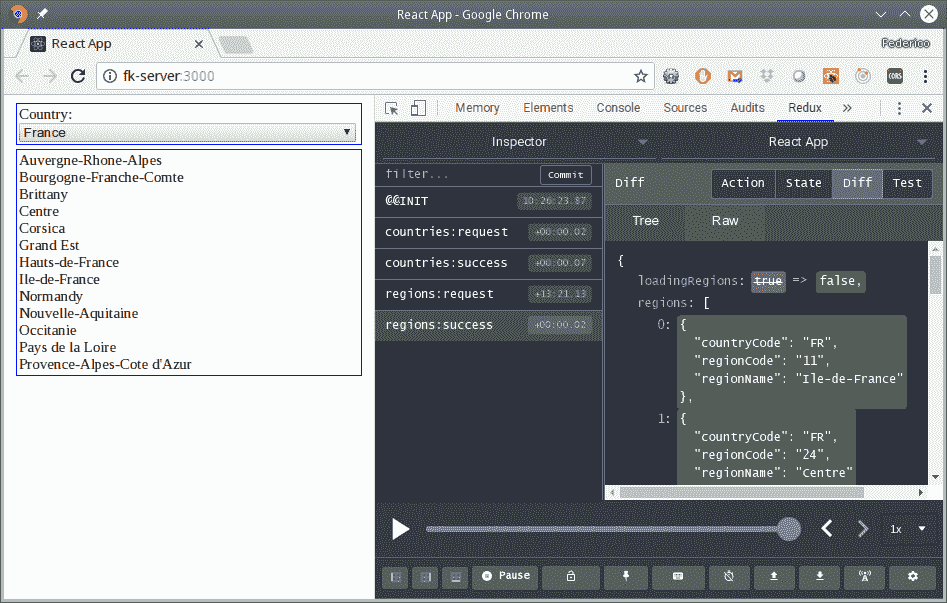 React App - Google Chrome
React App
Federico
fk-server:3000
CORS
Country:
France
Auvergne-Rhone-Alpes
Bourgogne-Franche-Comte
Brittany
Centre
Corsica
Grand Est
Hauts-de-France
Ile-de-France
Normandy
Nouvelle-Aquitaine
Occitanie
Pays de la Loire
Provence-Alpes-Cote d'Azur
Memory Elements Console Sources Audits Redux »
Inspector React App
filter... Commit
@@INIT 10:26:23.87
countries:request +00:00.02
countries:success +00:00.07
regions:request +13:21.13
regions:success +00:00.02
Diff Action State Diff Test
Tree Raw
{
loadingRegions: true => false,
regions: [
0: {
"countryCode": "FR",
"regionCode": "11",
"regionName": "Ile-de-France"
},
1: {
"countryCode": "FR",
"regionCode": "24",
"regionName": "Centre"
1x
Pause